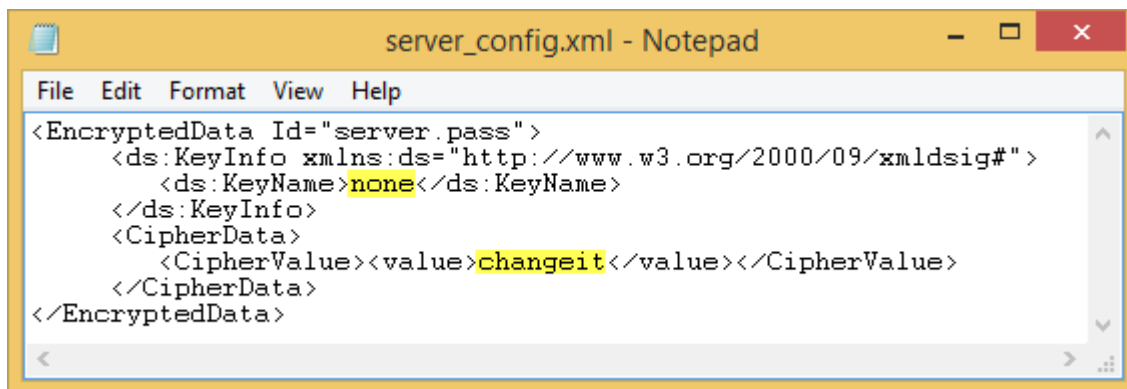 server_config.xml - Notepad
File Edit Format View Help
<EncryptedData Id="server.pass">
<ds:KeyInfo xmlns:ds="http://www.w3.org/2000/09/xmldsig#">
<ds:KeyName>none</ds:KeyName>
</ds:KeyInfo>
<CipherData>
<CipherValue><value>changeit</value></CipherValue>
</CipherData>
</EncryptedData>